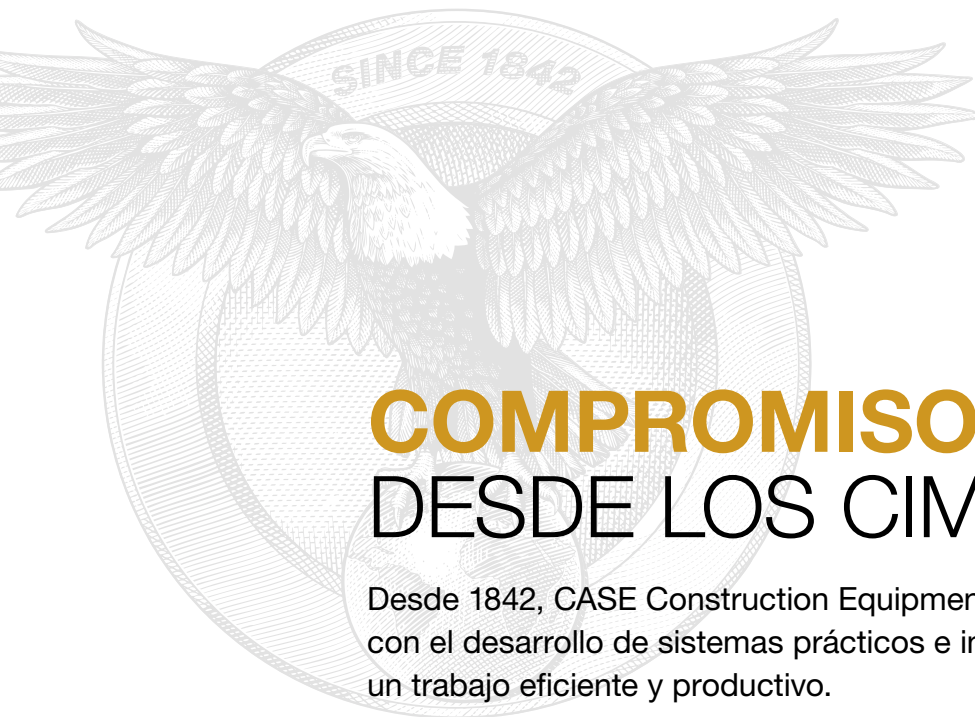 SINCE 1842
COMPROMISO
DESDE LOS CIM
Desde 1842, CASE Construction Equipmen
con el desarrollo de sistemas prácticos e in
un trabajo eficiente y productivo.